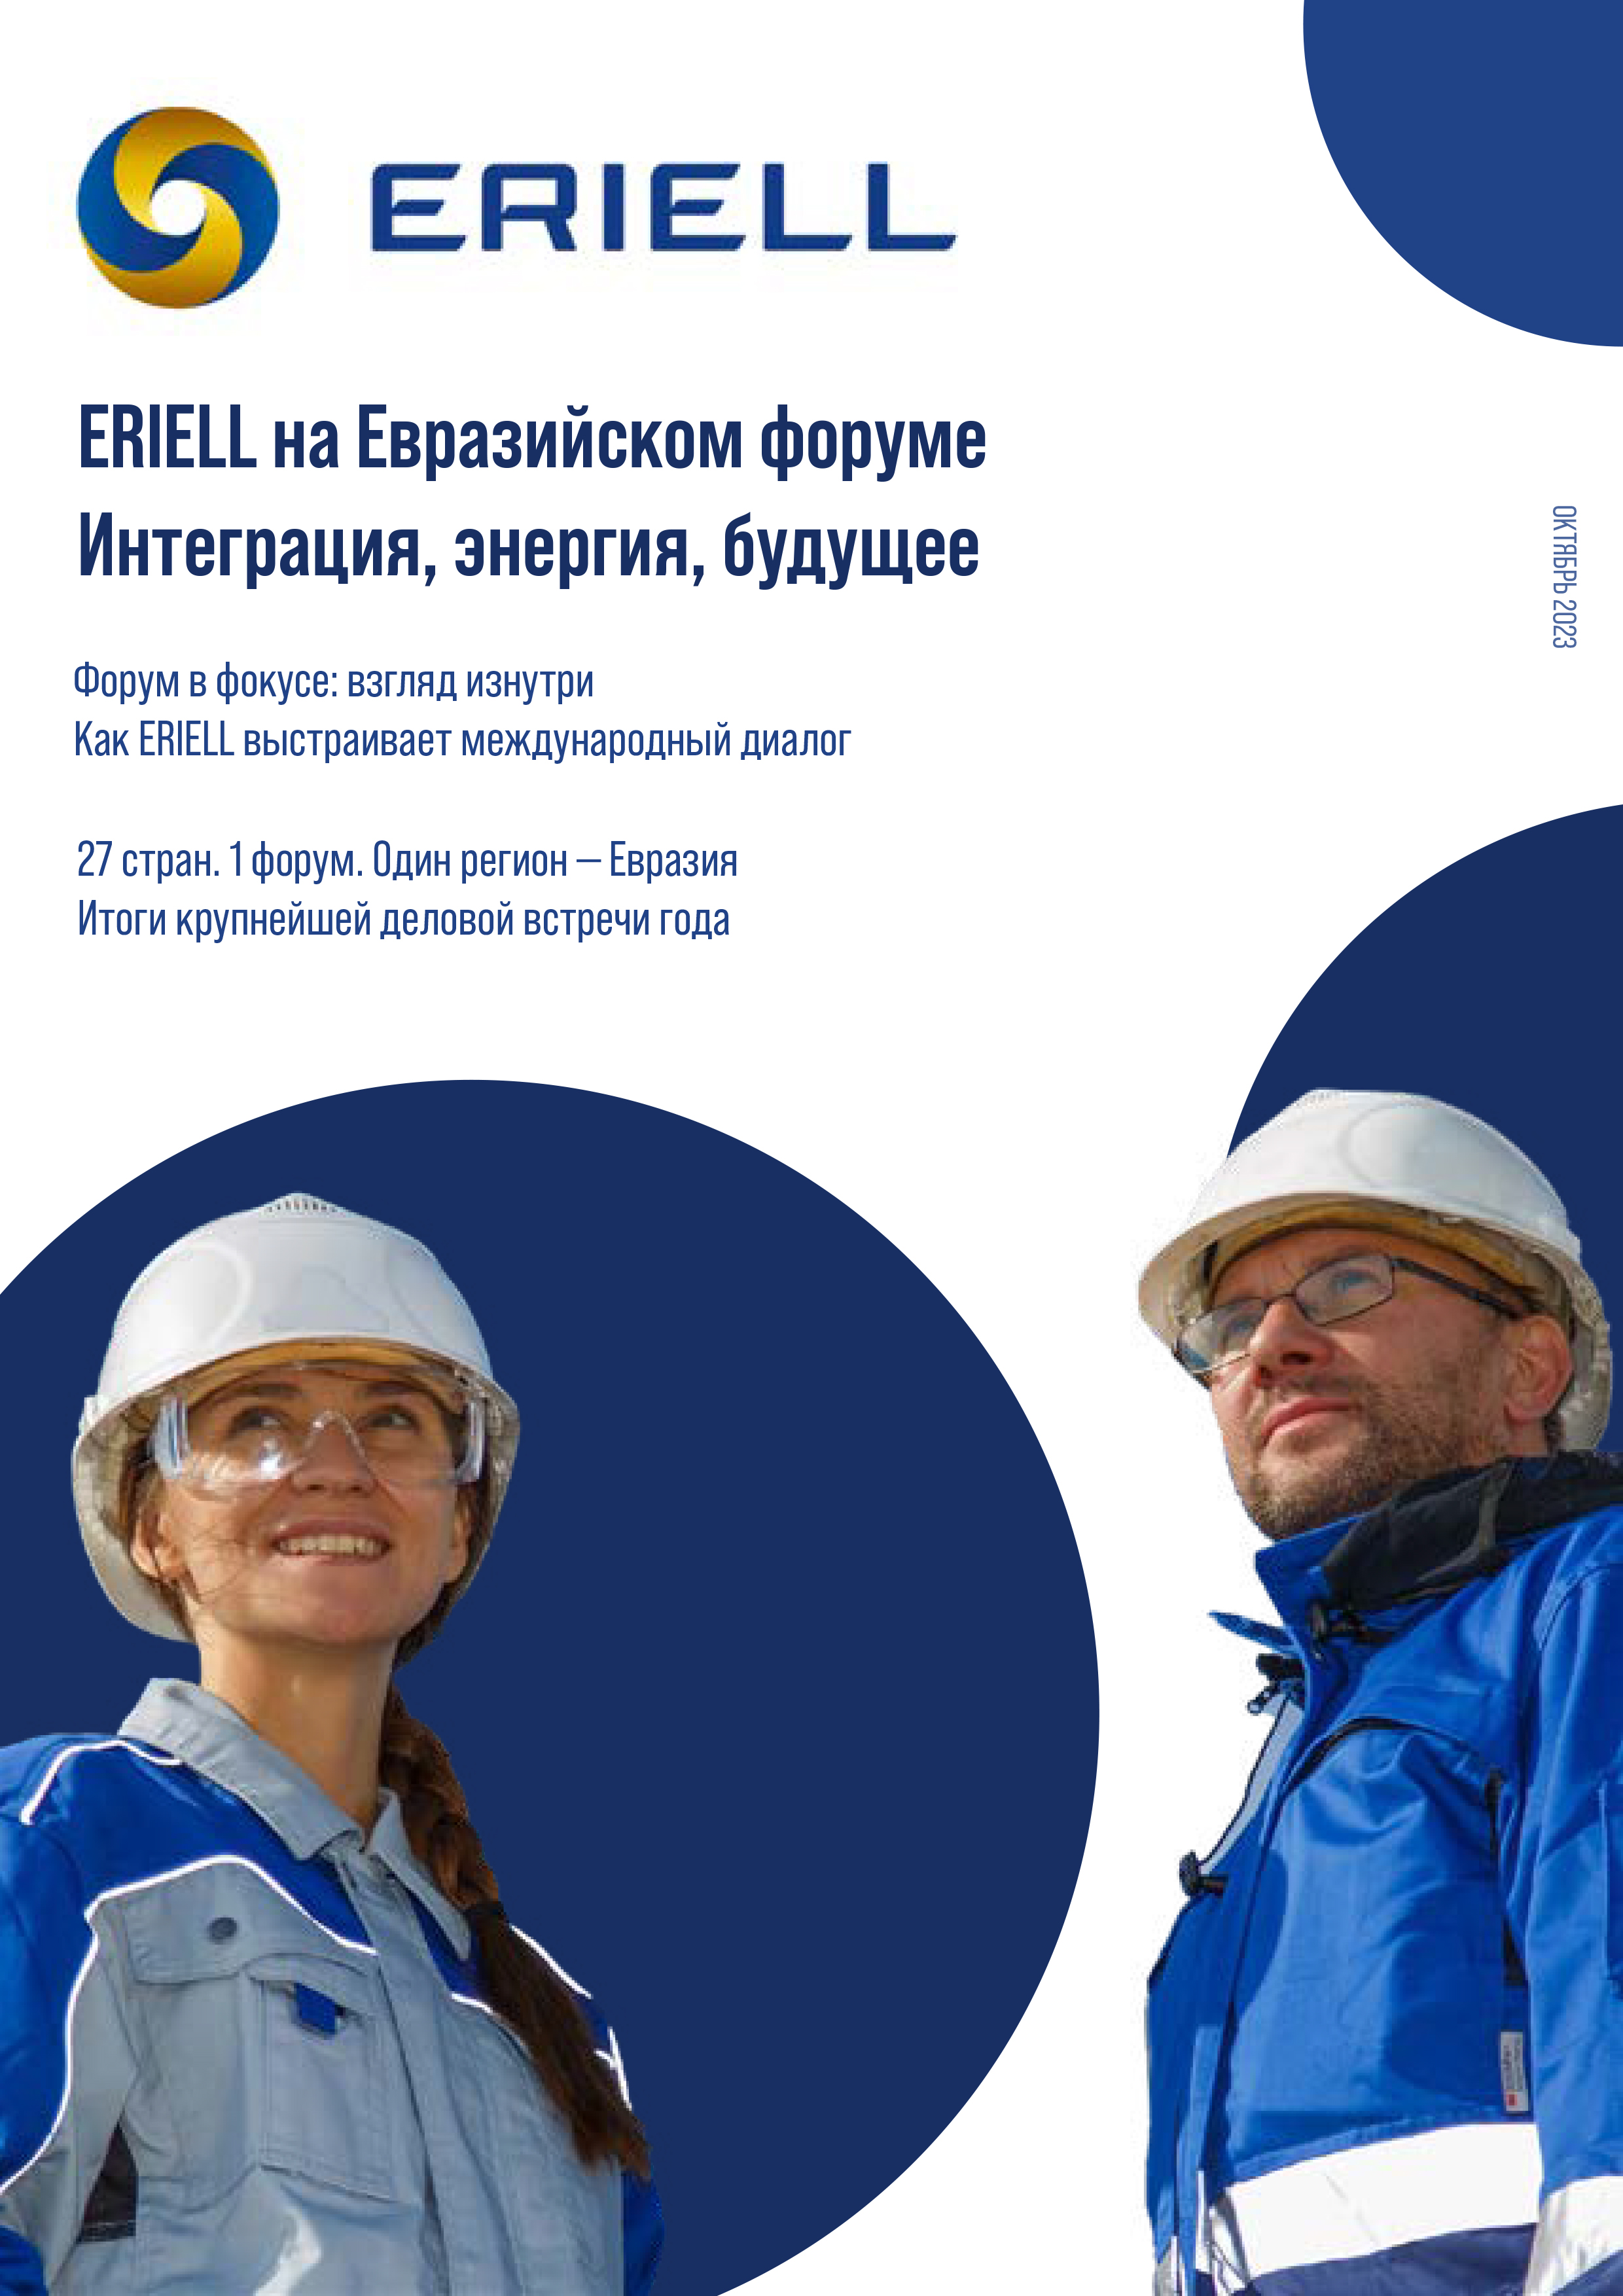 ERIELL
ERIELL на Евразийском форуме
Интеграция, энергия, будущее
ОКТЯБРЬ 2023
Форум в фокусе: взгляд изнутри
Как ERIELL выстраивает международный диалог
27 стран. 1 форум. Один регион – Евразия
Итоги крупнейшей деловой встречи года